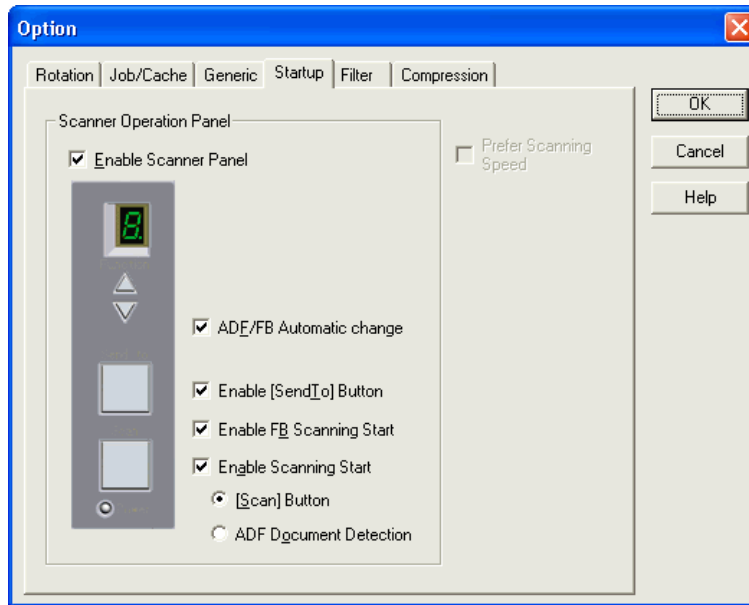 Option
Rotation Job/Cache Generic Startup Filter Compression
OK
Cancel
Help
Scanner Operation Panel
Enable Scanner Panel
Prefer Scanning
Speed
8.
ADF/FB Automatic change
Enable [SendTo] Button
Enable FB Scanning Start
Enable Scanning Start
[Scan] Button
ADF Document Detection